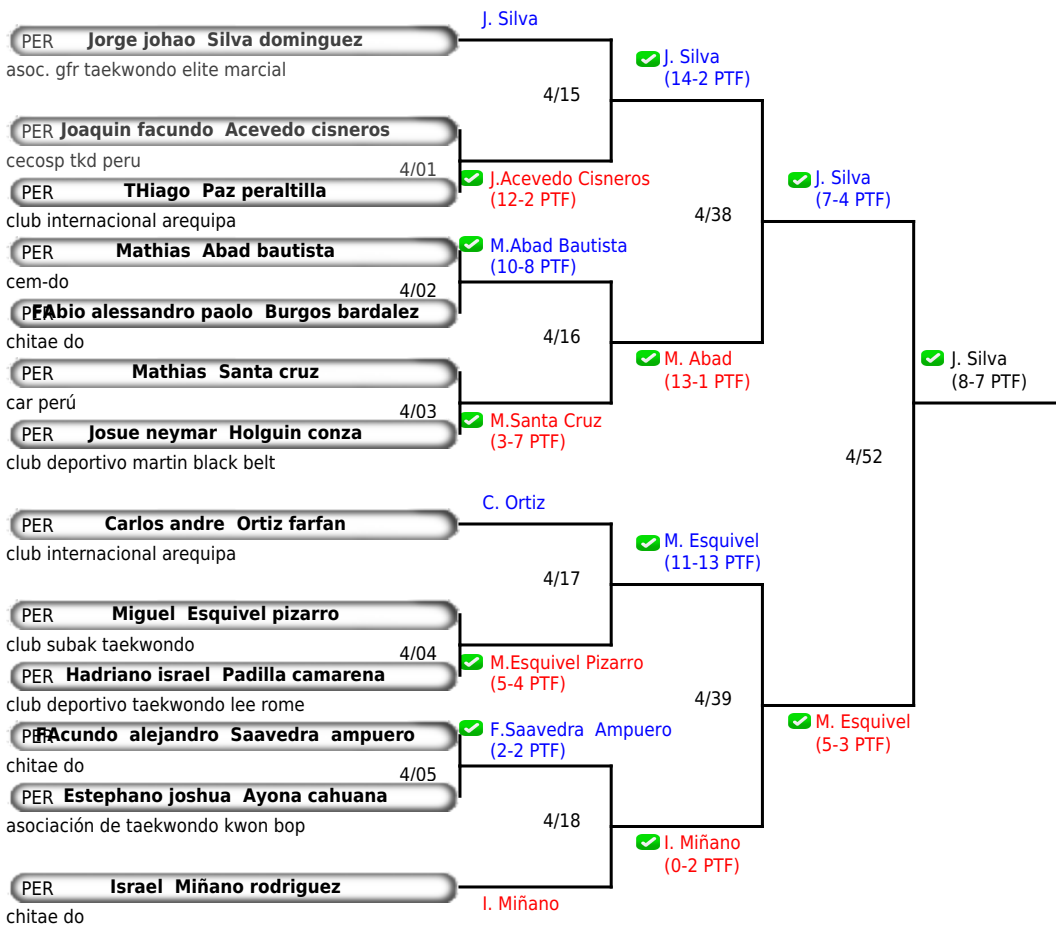 J. Silva
PER Jorge johao Silva dominguez
asoc. gfr taekwondo elite marcial
J. Silva
(14-2 PTF)
4/15
PER Joaquin facundo Acevedo cisneros
cecosp tkd peru
4/01
J.Acevedo Cisneros
(12-2 PTF)
PER THiago Paz peraltilla
club internacional arequipa
J. Silva
(7-4 PTF)
4/38
PER Mathias Abad bautista
cem-do
M.Abad Bautista
(10-8 PTF)
4/02
PER FAbio alessandro paolo Burgos bardalez
chitae do
4/16
PER Mathias Santa cruz
car perú
M. Abad
(13-1 PTF)
J. Silva
(8-7 PTF)
4/03
M.Santa Cruz
(3-7 PTF)
PER Josue neymar Holguin conza
club deportivo martin black belt
4/52
C. Ortiz
PER Carlos andre Ortiz farfan
club internacional arequipa
M. Esquivel
(11-13 PTF)
4/17
PER Miguel Esquivel pizarro
club subak taekwondo
4/04
M.Esquivel Pizarro
(5-4 PTF)
PER Hadriano israel Padilla camarena
club deportivo taekwondo lee rome
4/39
M. Esquivel
(5-3 PTF)
PER FAcundo alejandro Saavedra ampuero
chitae do
F.Saavedra Ampuero
(2-2 PTF)
4/05
PER Estephano joshua Ayona cahuana
asociación de taekwondo kwon bop
4/18
I. Miñano
(0-2 PTF)
PER Israel Miñano rodriguez
chitae do
I. Miñano